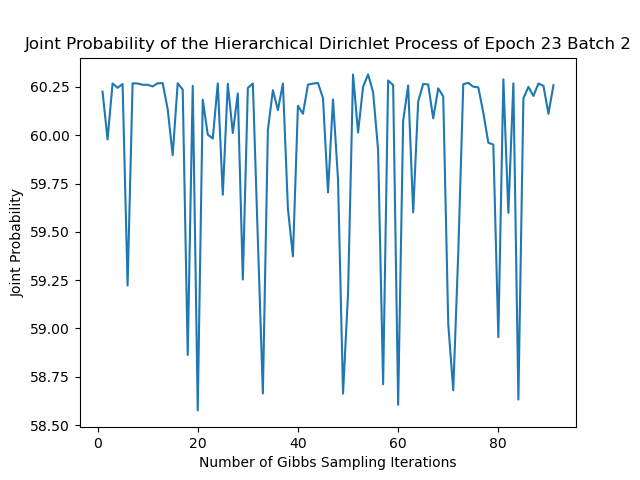 Joint Probability of the Hierarchical Dirichlet Process of Epoch 23 Batch 2
60.25
60.00
59.75
59.50
59.25
59.00
58.75
58.50
Joint Probability
0 20 40 60 80
Number of Gibbs Sampling Iterations